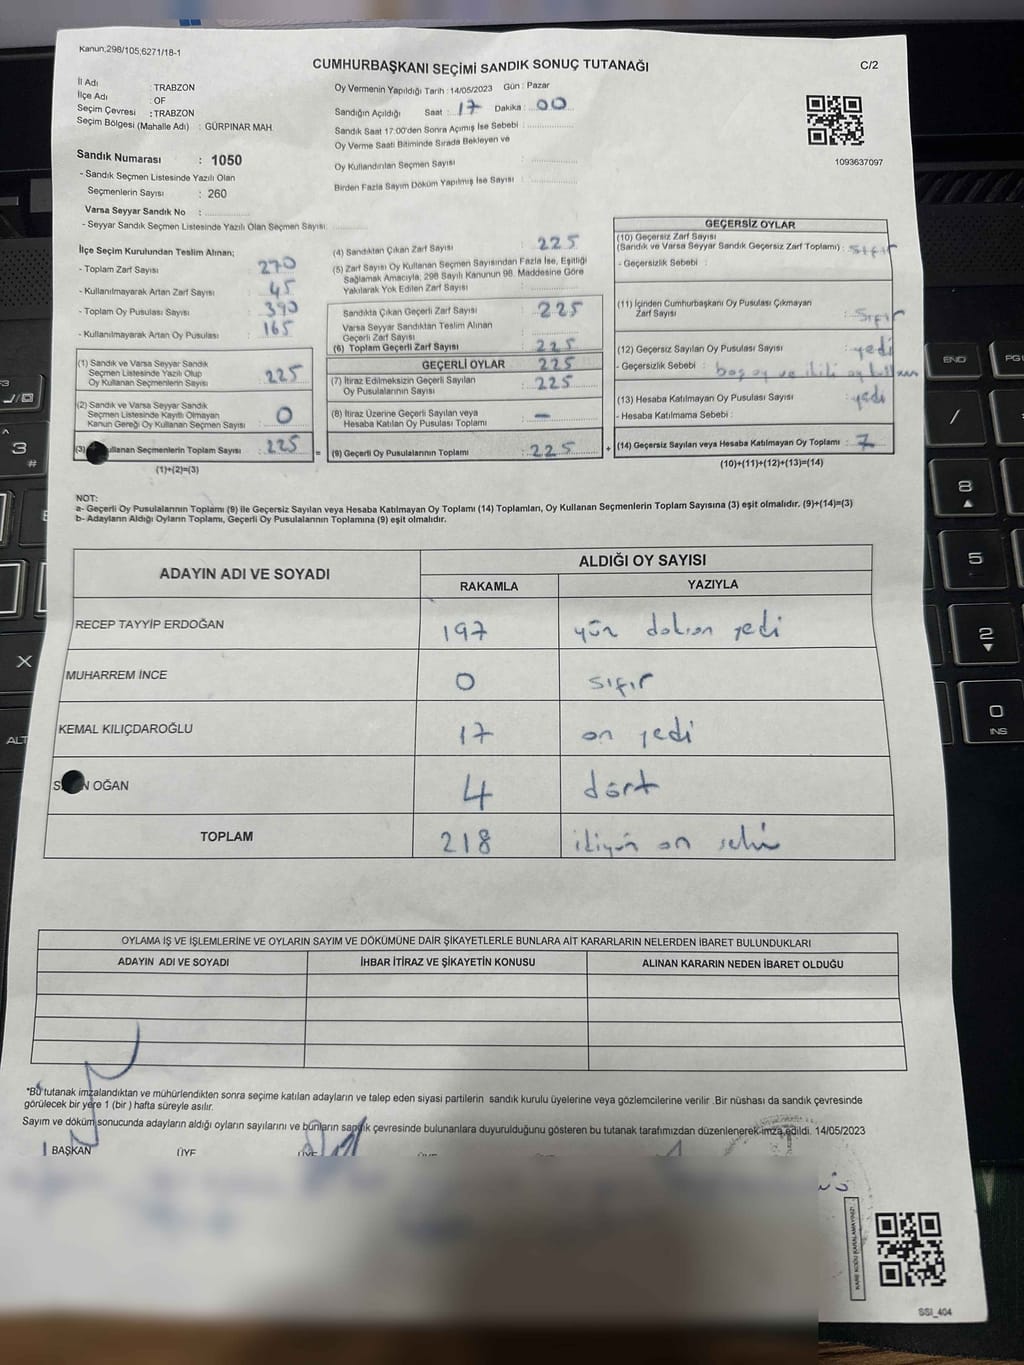 Kanun,298/105,6271/18-1
CUMHURBAŞKANI SEÇİMİ SANDIK SONUÇ TUTANAĞI
C/2
İl Adı : TRABZON
İlçe Adı : OF
Seçim Çevresi : TRABZON
Seçim Bölgesi (Mahalle Adı) : GÜRPINAR MAH.
Sandık Numarası : 1050
- Sandık Seçmen Listesinde Yazılı Olan
Seçmenlerin Sayısı : 260
Varsa Seyyar Sandık No :
- Seyyar Sandık Seçmen Listesinde Yazılı Olan Seçmen Sayısı:
Oy Vermenin Yapıldığı Tarih : 14/05/2023 Gün : Pazar
Sandığın Açıldığı Saat : 17 Dakika : 00
Sandık Saat 17:00'den Sonra Açımış İse Sebebi :
Oy Verme Saati Bitiminde Sırada Bekleyen ve
Oy Kullandırılan Seçmen Sayısı :
Birden Fazla Sayım Döküm Yapılmış İse Sayısı :
1093637097
İlçe Seçim Kurulundan Teslim Alınan;
- Toplam Zarf Sayısı : 270
- Kullanılmayarak Artan Zarf Sayısı : 45
- Toplam Oy Pusulası Sayısı : 390
- Kullanılmayarak Artan Oy Pusulası : 165
(1) Sandık ve Varsa Seyyar Sandık
Seçmen Listesinde Yazılı Olup
Oy Kullanan Seçmenlerin Sayısı : 225
(2) Sandık ve Varsa Seyyar Sandık
Seçmen Listesinde Kayıtlı Olmayan
Kanun Gereği Oy Kullanan Seçmen Sayısı : 0
(3) ullanan Seçmenlerin Toplam Sayısı : 225 =
(1)+(2)=(3)
(4) Sandıktan Çıkan Zarf Sayısı : 225
(5) Zarf Sayısı Oy Kullanan Seçmen Sayısından Fazla İse, Eşitliği
Sağlamak Amacıyla, 298 Sayılı Kanunun 98. Maddesine Göre
Yakılarak Yok Edilen Zarf Sayısı :
Sandıkta Çıkan Geçerli Zarf Sayısı : 225
Varsa Seyyar Sandıktan Teslim Alınan
Geçerli Zarf Sayısı :
(6) Toplam Geçerli Zarf Sayısı : 225
GEÇERLİ OYLAR 225
(7) İtiraz Edilmeksizin Geçerli Sayılan
Oy Pusulalarının Sayısı : 225
(8) İtiraz Üzerine Geçerli Sayılan veya
Hesaba Katılan Oy Pusulası Toplamı : -
(9) Geçerli Oy Pusulalarının Toplamı : 225 +
GEÇERSİZ OYLAR
(10) Geçersiz Zarf Sayısı
(Sandık ve Varsa Seyyar Sandık Geçersiz Zarf Toplamı) : sıfır
- Geçersizlik Sebebi :
(11) İçinden Cumhurbaşkanı Oy Pusulası Çıkmayan
Zarf Sayısı : Sıfır
(12) Geçersiz Sayılan Oy Pusulası Sayısı : yedi
- Geçersizlik Sebebi : boş oy ve ikili oy
(13) Hesaba Katılmayan Oy Pusulası Sayısı : yedi
- Hesaba Katılmama Sebebi :
(14) Geçersiz Sayılan veya Hesaba Katılmayan Oy Toplamı : 7
(10)+(11)+(12)+(13)=(14)
NOT:
a- Geçerli Oy Pusulalarının Toplamı (9) ile Geçersiz Sayılan veya Hesaba Katılmayan Oy Toplamı (14) Toplamları, Oy Kullanan Seçmenlerin Toplam Sayısına (3) eşit olmalıdır. (9)+(14)=(3)
b- Adayların Aldığı Oyların Toplamı, Geçerli Oy Pusulalarının Toplamına (9) eşit olmalıdır.
ADAYIN ADI VE SOYADI
ALDIĞI OY SAYISI
RAKAMLA YAZIYLA
RECEP TAYYİP ERDOĞAN 197 yüz doksan yedi
MUHARREM İNCE 0 sıfır
KEMAL KILIÇDAROĞLU 17 on yedi
S N OĞAN 4 dört
TOPLAM 218 ikiyüz on sekiz
OYLAMA İŞ VE İŞLEMLERİNE VE OYLARIN SAYIM VE DÖKÜMÜNE DAİR ŞİKAYETLERLE BUNLARA AİT KARARLARIN NELERDEN İBARET BULUNDUKLARI
ADAYIN ADI VE SOYADI İHBAR İTİRAZ VE ŞİKAYETİN KONUSU ALINAN KARARIN NEDEN İBARET OLDUĞU
*Bu tutanak imzalandıktan ve mühürlendikten sonra seçime katılan adayların ve talep eden siyasi partilerin sandık kurulu üyelerine veya gözlemcilerine verilir .Bir nüshası da sandık çevresinde
görülecek bir yere 1 (bir ) hafta süreyle asılır.
Sayım ve döküm sonucunda adayların aldığı oyların sayılarını ve bunların sandık çevresinde bulunanlara duyurulduğunu gösteren bu tutanak tarafımızdan düzenlenerek imza edildi. 14/05/2023
BAŞKAN ÜYE ÜYE
KARE KODU KARALAMAYINIZ!
SSI_404
END
/
8
5
2
0
INS
3
#
X
ALT